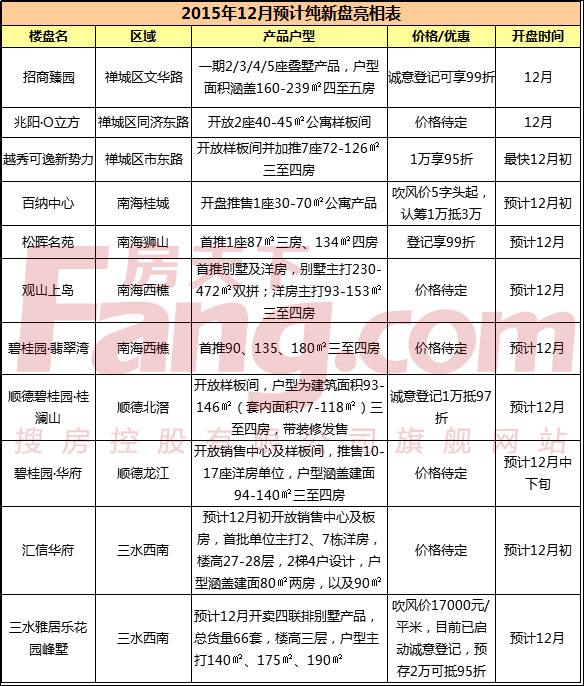 2015年12月预计纯新盘亮相表
楼盘名 区域 产品户型 价格/优惠 开盘时间
招商臻园 禅城区文华路 一期2/3/4/5座叠墅产品，户型面积涵盖160-239㎡四至五房 诚意登记可享99折 12月
兆阳·O立方 禅城区同济东路 开放2座40-45㎡公寓样板间 价格待定 12月
越秀可逸新势力 禅城区市东路 开放样板间并加推7座72-126㎡三至四房 1万享95折 最快12月初
百纳中心 南海桂城 开盘推售1座30-70㎡公寓产品 吹风价5字头起，认筹1万抵3万 预计12月初
松晖名苑 南海狮山 首推1座87㎡三房、134㎡四房 登记享99折 预计12月
观山上岛 南海西樵 首推别墅及洋房，别墅主打230-472㎡双拼；洋房主打93-153㎡三至四房 价格待定 预计12月
碧桂园·翡翠湾 南海西樵 首推90、135、180㎡三至四房 价格待定 预计12月
顺德碧桂园·桂澜山 顺德北滘 开放样板间，户型为建筑面积93-146㎡（套内面积77-118㎡）三至四房，带装修发售 诚意登记1万抵97折 预计12月
碧桂园·华府 顺德龙江 开放销售中心及样板间，推售10-17座洋房单位，户型涵盖建面94-140㎡三至四房 价格待定 预计12月中下旬
汇信华府 三水西南 预计12月初开放销售中心及板房，首批单位主打2、7栋洋房，楼高27-28层，2梯4户设计，户型涵盖建面80㎡两房，以及90㎡ 价格待定 预计12月初
三水雅居乐花园峰墅 三水西南 预计12月开卖四联排别墅产品，总货量66套，楼高三层，户型主打140㎡、175㎡、190㎡ 吹风价17000元/平米，目前已启动诚意登记，预存2万可抵95折 预计12月
房天下
Fang.com
搜房控股有限公司旗舰网站